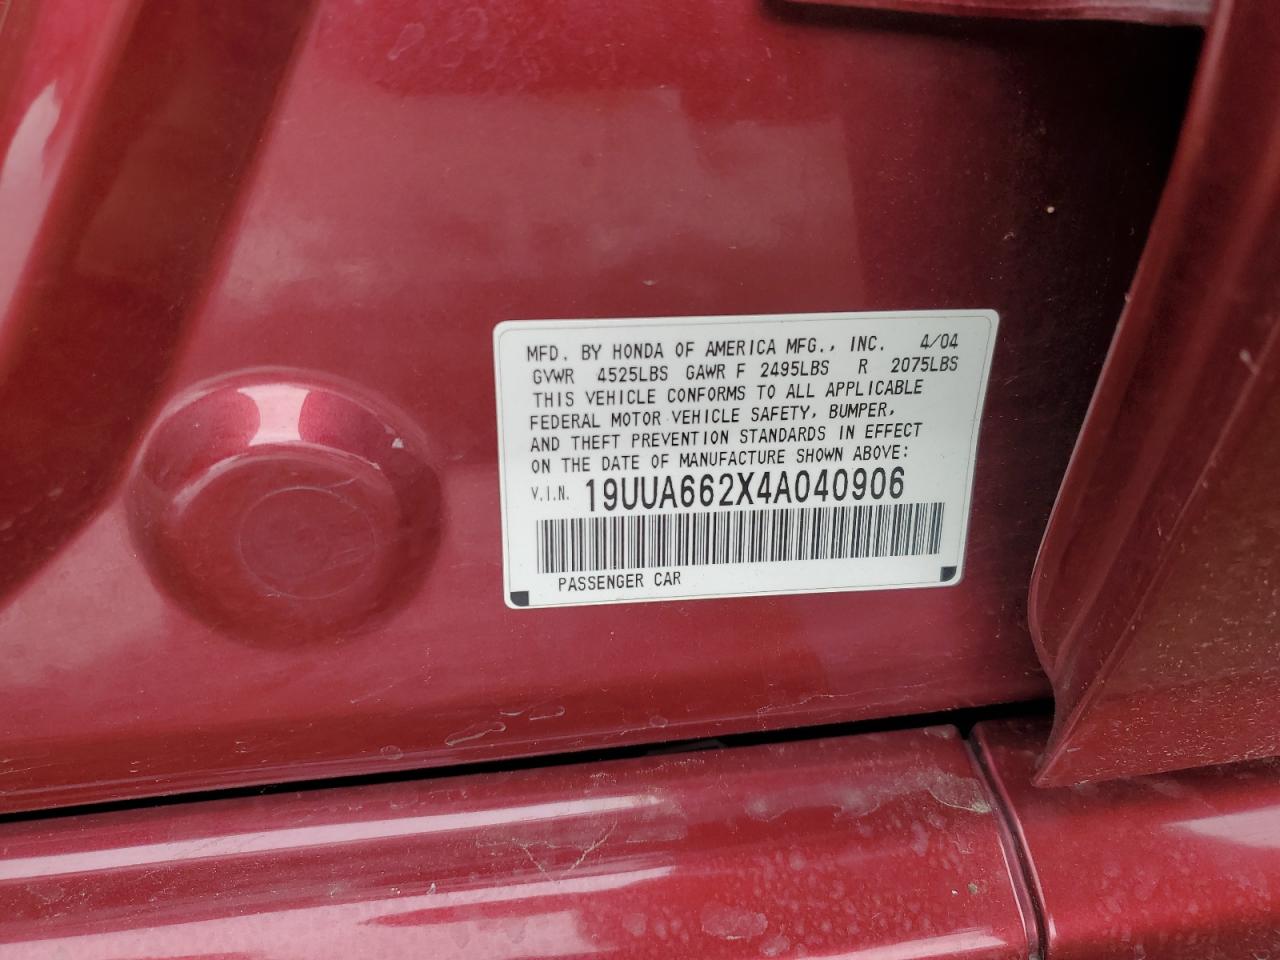 MFD. BY HONDA OF AMERICA MFG., INC. 4/04
GVWR 4525LBS GAWR F 2495LBS R 2075LBS
THIS VEHICLE CONFORMS TO ALL APPLICABLE
FEDERAL MOTOR VEHICLE SAFETY, BUMPER,
AND THEFT PREVENTION STANDARDS IN EFFECT
ON THE DATE OF MANUFACTURE SHOWN ABOVE:
V.I.N. 19UUA662X4A040906
PASSENGER CAR